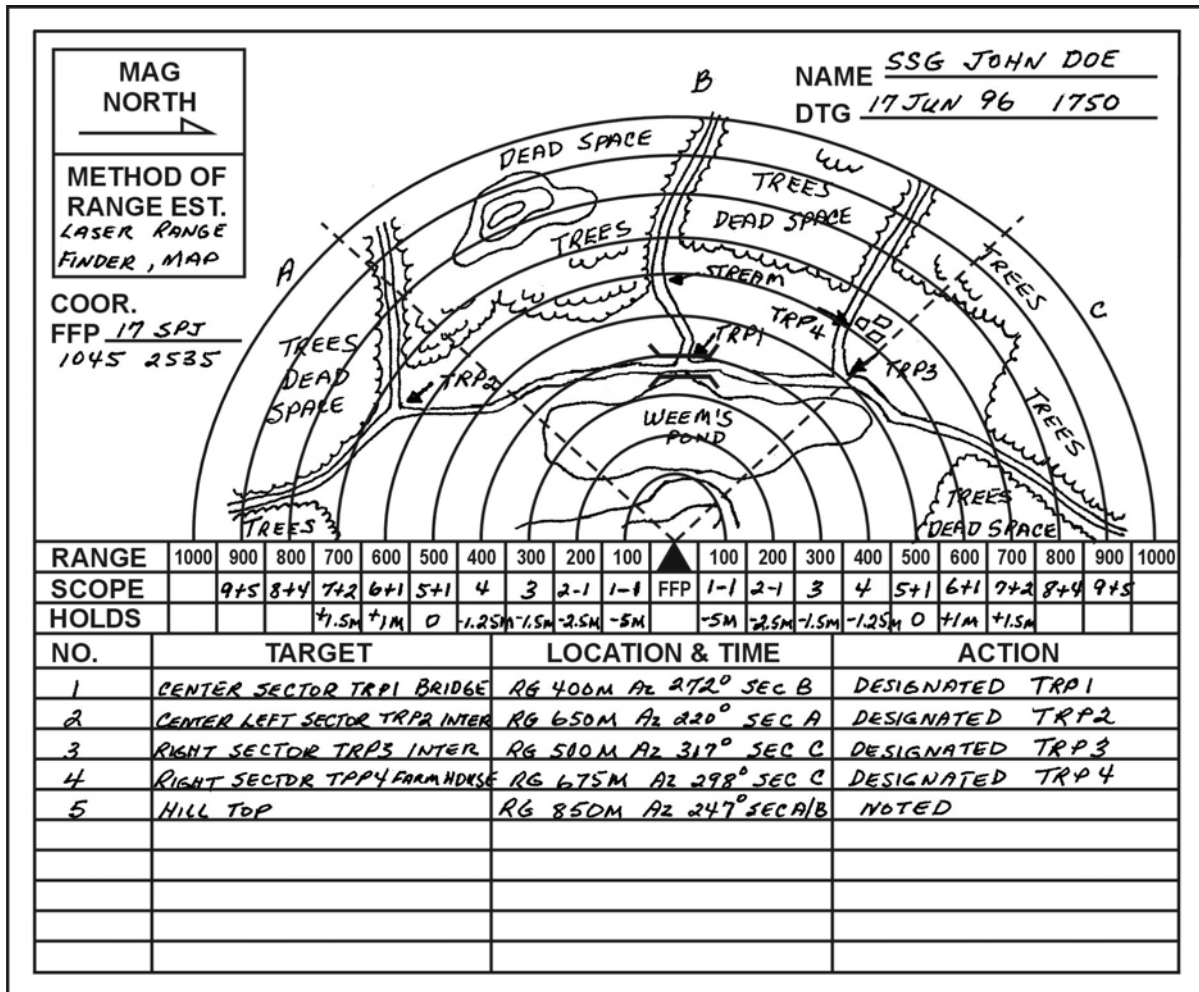 MAG
NORTH
METHOD OF
RANGE EST.
LASER RANGE
FINDER, MAP
COOR.
FFP 17 SPJ
1045 2535
NAME SSG JOHN DOE
DTG 17 JUN 96 1750
B
DEAD SPACE
TREES
DEAD SPACE
TREES
TREES
A
STREAM
C
TRP4
TRP1
TREES
DEAD
SPACE
TRP2
TRP3
WEEM'S
POND
TREES
TREES
TREES
DEAD SPACE
RANGE 1000 900 800 700 600 500 400 300 200 100 100 200 300 400 500 600 700 800 900 1000
SCOPE 9+5 8+4 7+2 6+1 5+1 4 3 2-1 1-1 FFP 1-1 2-1 3 4 5+1 6+1 7+2 8+4 9+5
HOLDS +1.5M +1M 0 -1.25M -1.5M -2.5M -5M -5M -2.5M -1.5M -1.25M 0 +1M +1.5M
NO. TARGET LOCATION & TIME ACTION
1 CENTER SECTOR TRP1 BRIDGE RG 400M AZ 272° SEC B DESIGNATED TRP1
2 CENTER LEFT SECTOR TRP2 INTER RG 650M AZ 220° SEC A DESIGNATED TRP2
3 RIGHT SECTOR TRP3 INTER RG 500M AZ 317° SEC C DESIGNATED TRP3
4 RIGHT SECTOR TPP4 FARM HOUSE RG 675M AZ 298° SEC C DESIGNATED TRP4
5 HILL TOP RG 850M AZ 247° SEC A/B NOTED